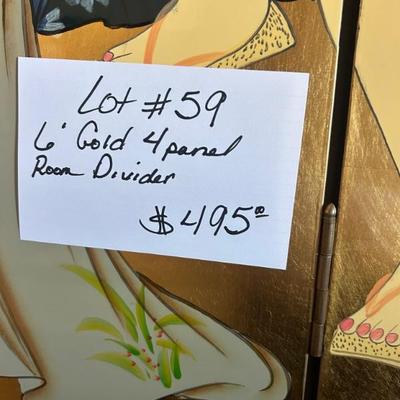 Lot #59
6' Gold 4 panel
Room Divider
$495⁰⁰